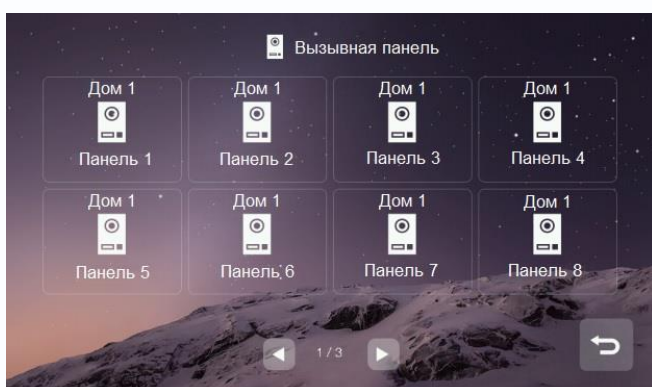 Вызывная панель
Дом 1 Дом 1 Дом 1 Дом 1
Панель 1 Панель 2 Панель 3 Панель 4
Дом 1 Дом 1 Дом 1 Дом 1
Панель 5 Панель 6 Панель 7 Панель 8
1/3